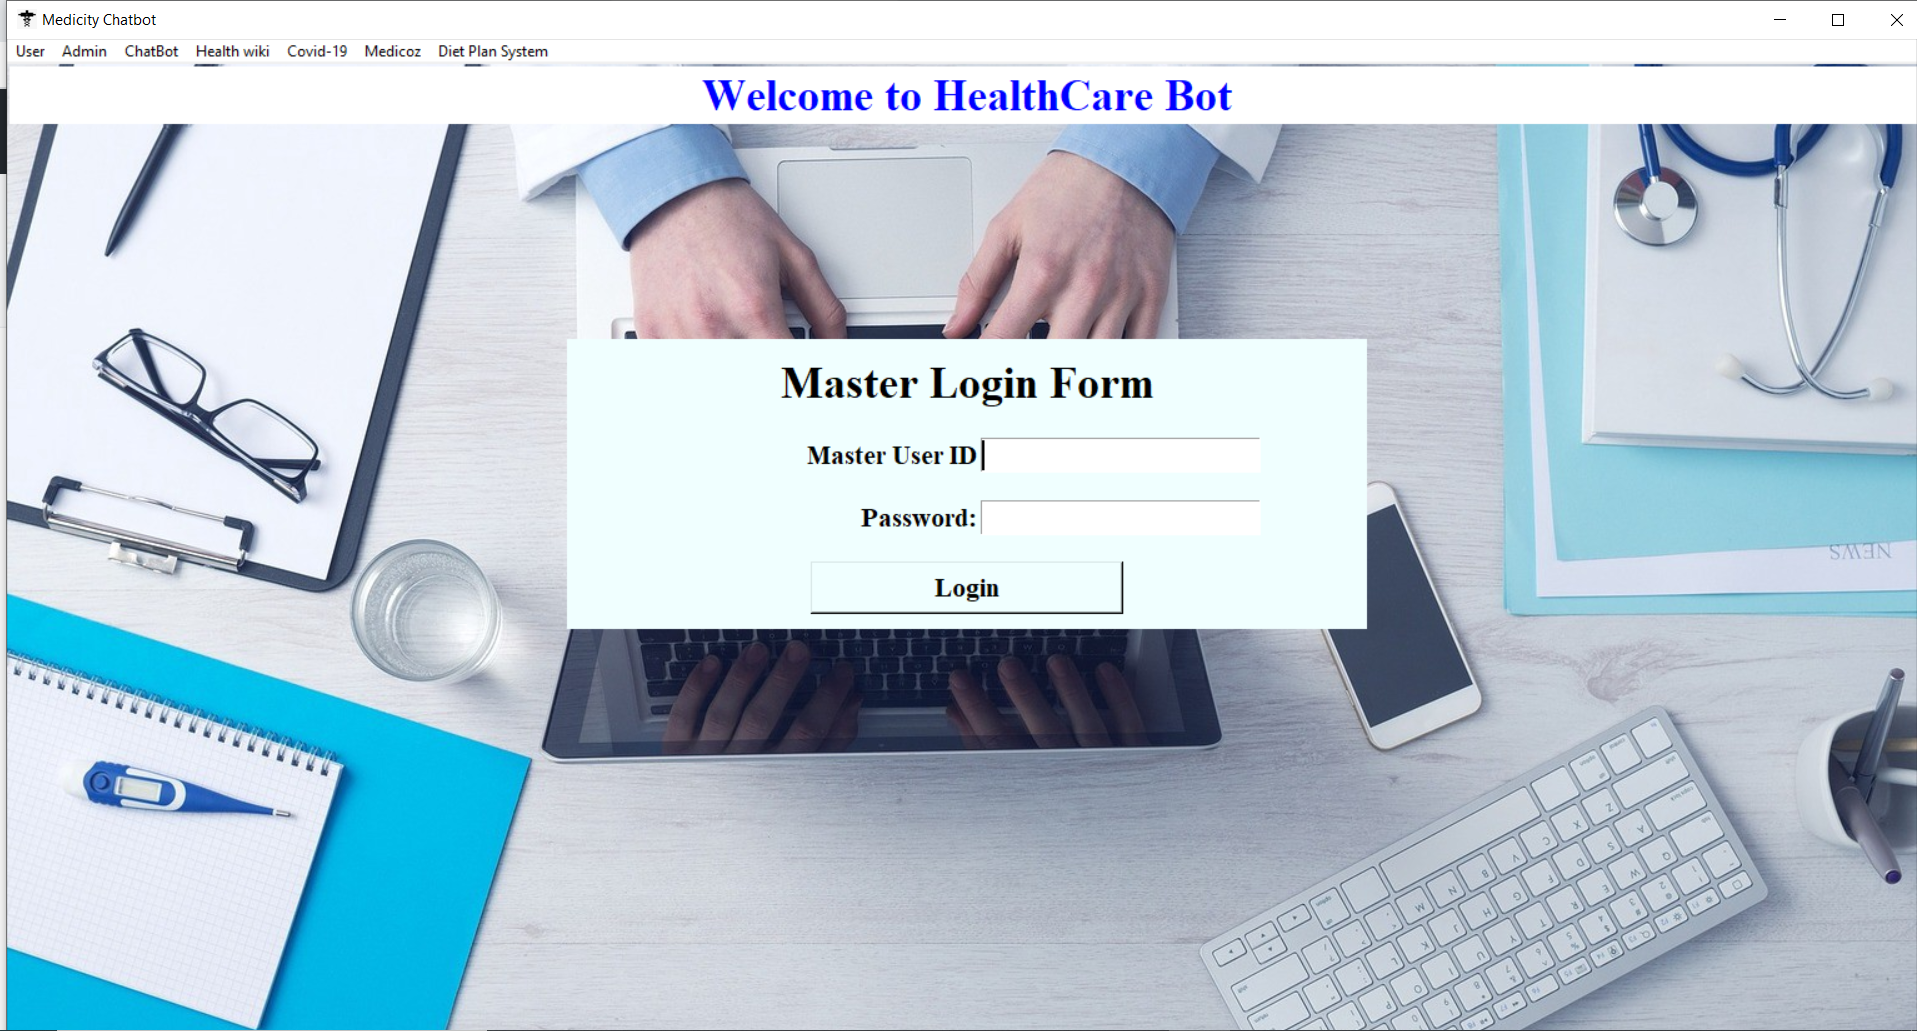 Medicity Chatbot
User Admin ChatBot Health wiki Covid-19 Medicoz Diet Plan System
Welcome to HealthCare Bot
Master Login Form
Master User ID
Password:
Login
NEWS